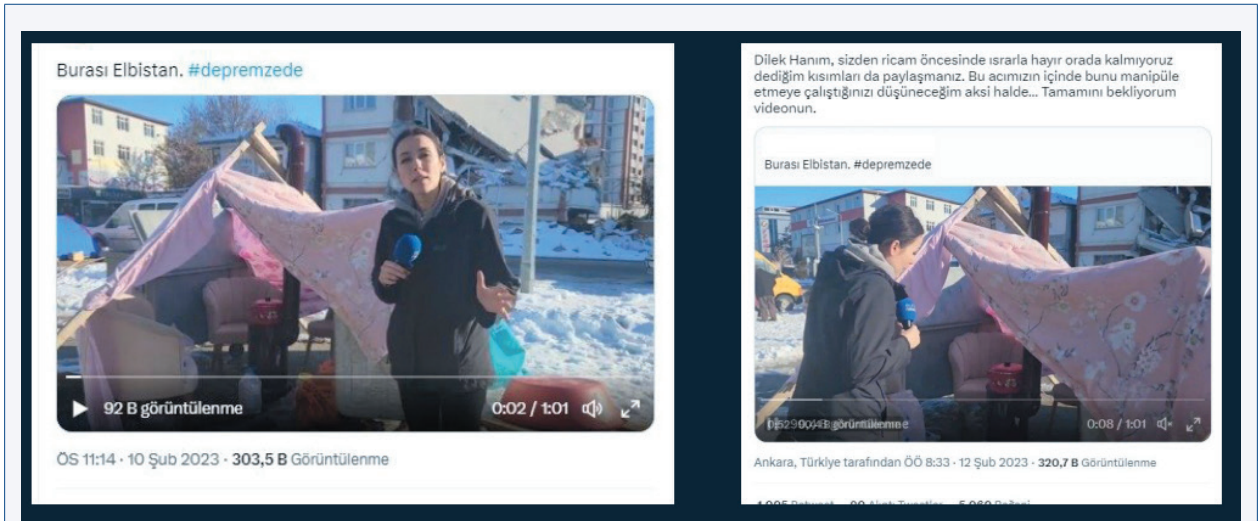 Burası Elbistan. #depremzede
92 B görüntülenme
0:02 / 1:01
ÖS 11:14 · 10 Şub 2023 · 303,5 B Görüntülenme
Dilek Hanım, sizden ricam öncesinde ısrarla hayır orada kalmıyoruz
dediğim kısımları da paylaşmanız. Bu acımızın içinde bunu manipüle
etmeye çalıştığınızı düşüneceğim aksi halde... Tamamını bekliyorum
videonun.
Burası Elbistan. #depremzede
görüntülenme
0:08 / 1:01
Ankara, Türkiye tarafından ÖÖ 8:33 · 12 Şub 2023 · 320,7 B Görüntülenme